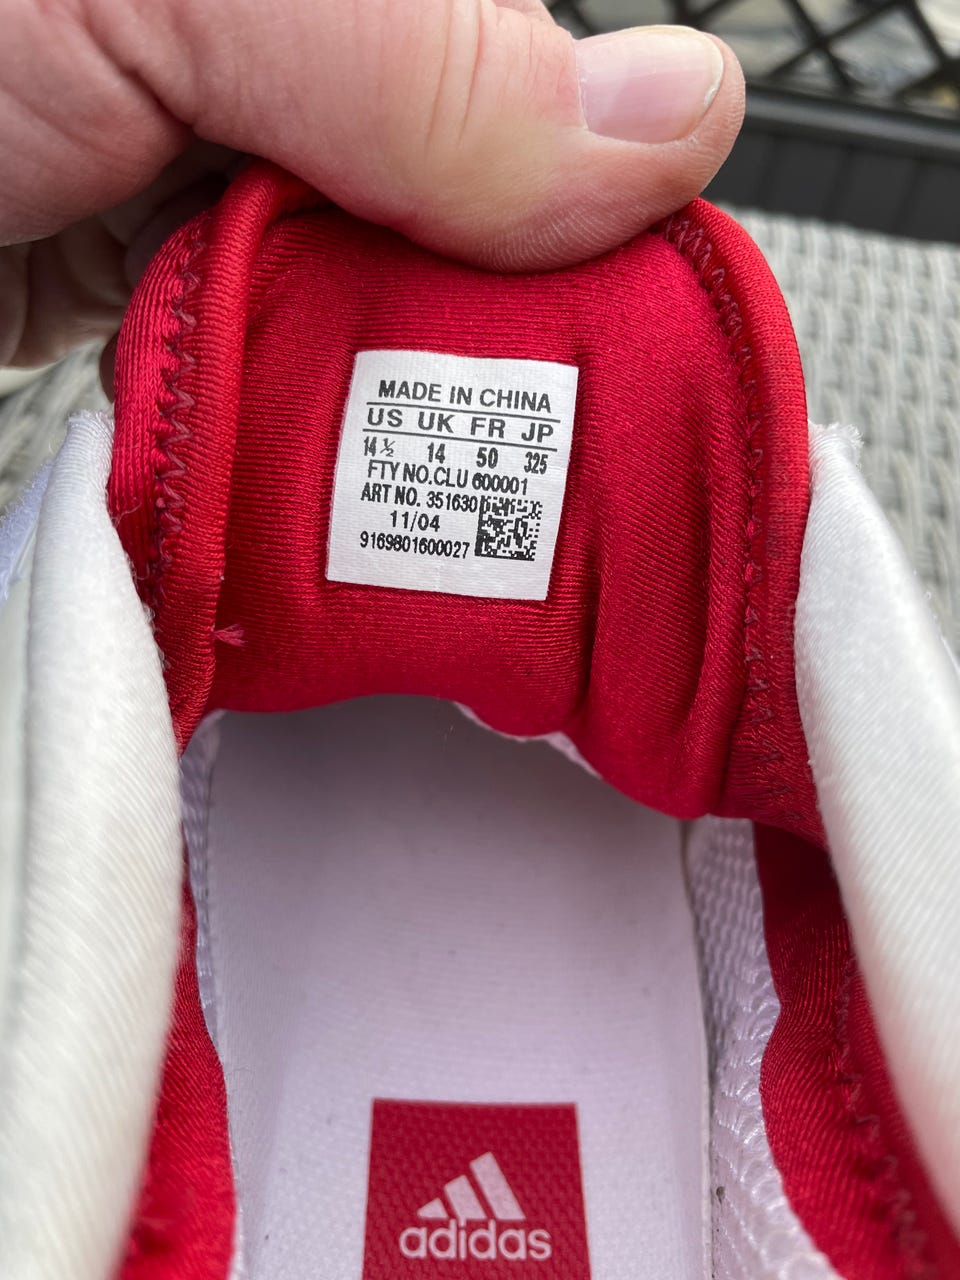 MADE IN CHINA
US UK FR JP
14½ 14 50 325
FTY NO.CLU 600001
ART NO. 351630
11/04
9169801600027
adidas